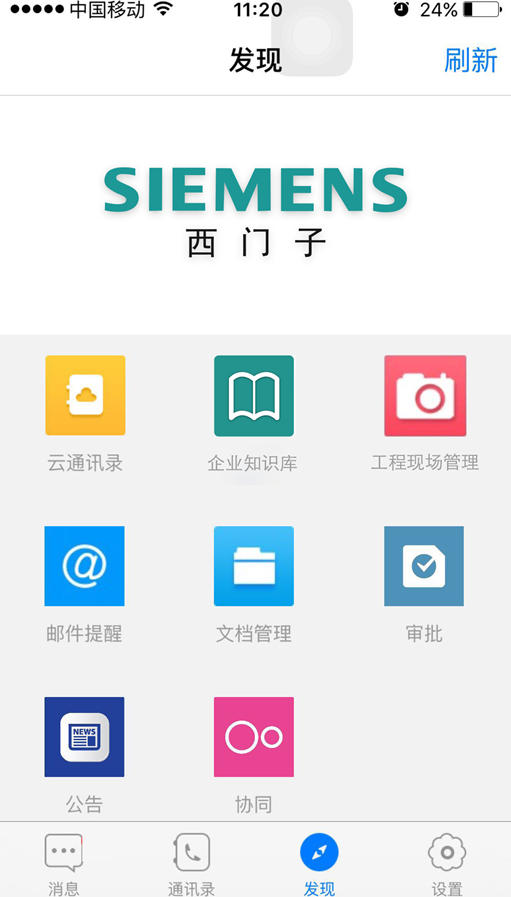 中国移动 11:20 24%
发现 刷新
SIEMENS
西门子
云通讯录 企业知识库 工程现场管理
@
邮件提醒 文档管理 审批
NEWS
公告 协同
消息 通讯录 发现 设置